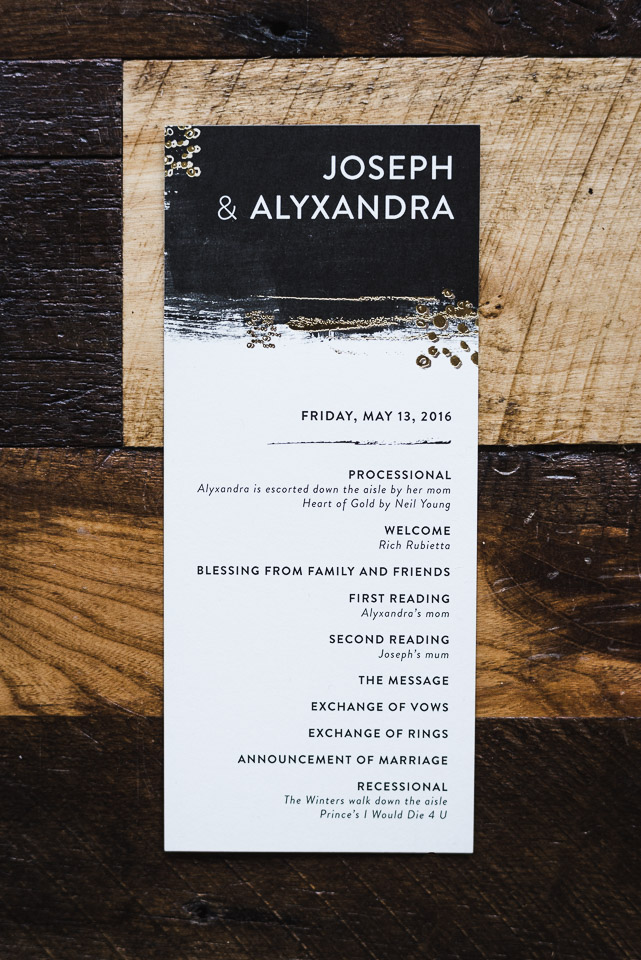 JOSEPH
& ALYXANDRA
FRIDAY, MAY 13, 2016
PROCESSIONAL
Alyxandra is escorted down the aisle by her mom
Heart of Gold by Neil Young
WELCOME
Rich Rubietta
BLESSING FROM FAMILY AND FRIENDS
FIRST READING
Alyxandra's mom
SECOND READING
Joseph's mum
THE MESSAGE
EXCHANGE OF VOWS
EXCHANGE OF RINGS
ANNOUNCEMENT OF MARRIAGE
RECESSIONAL
The Winters walk down the aisle
Prince's I Would Die 4 U